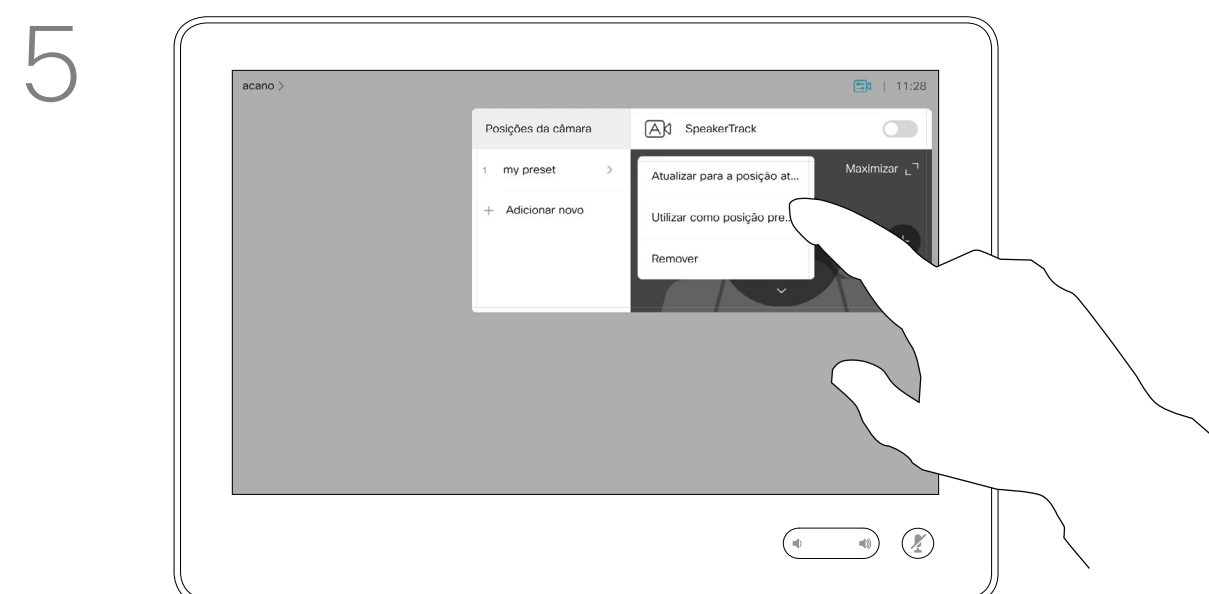 5
acano >
11:28
Posições da câmara
SpeakerTrack
1 my preset >
Maximizar
Atualizar para a posição at...
+ Adicionar novo
Utilizar como posição pre...
Remover